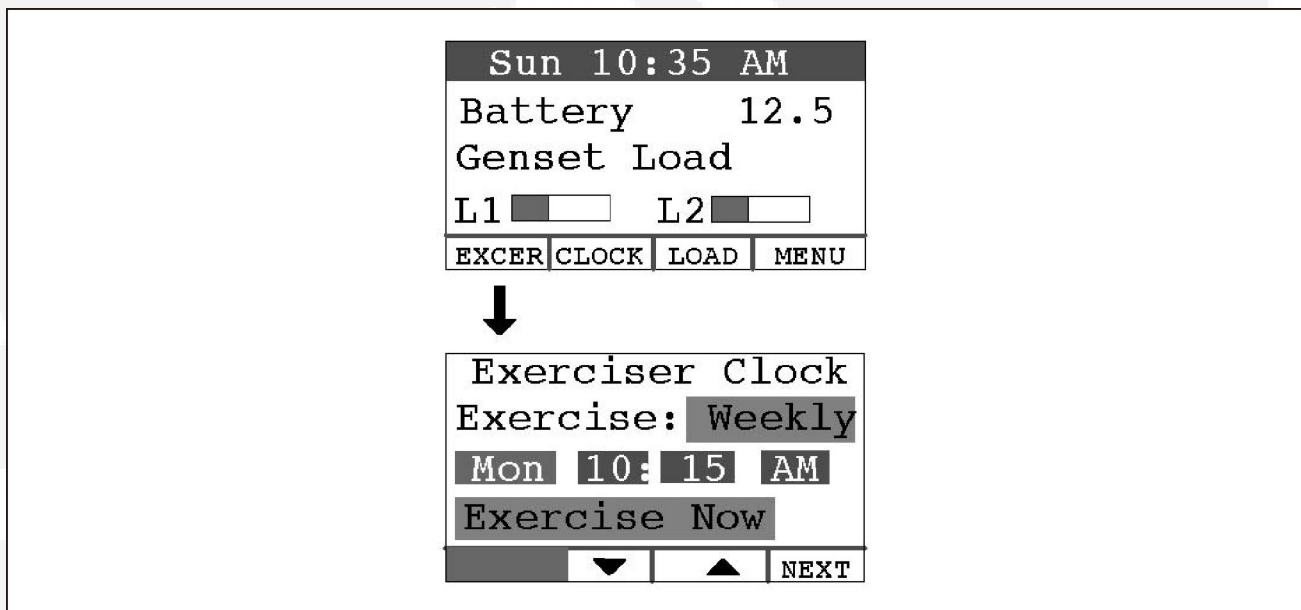 Sun 10:35 AM
Battery 12.5
Genset Load
L1 L2
EXCER CLOCK LOAD MENU
Exerciser Clock
Exercise: Weekly
Mon 10: 15 AM
Exercise Now
NEXT